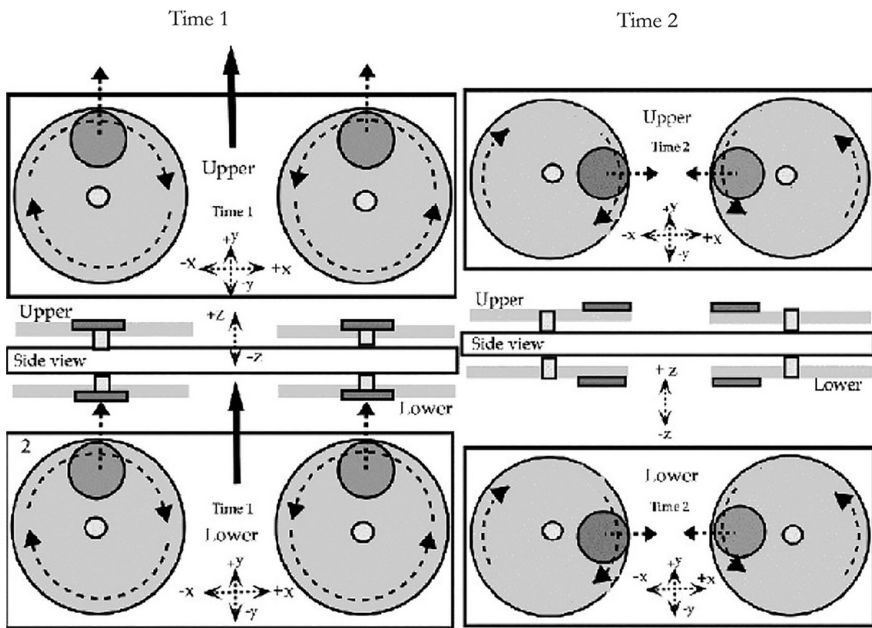 Time 1
Time 2
Upper
Time 1
+y
-x
+x
-y
Upper
+z
Side view
-z
Lower
2
Time 1
Lower
+y
-x
+x
-y
Upper
Time 2
+y
-x
+x
-y
Upper
Side view
+ z
Lower
-z
Lower
Time 2
+y
-x
+x
-y